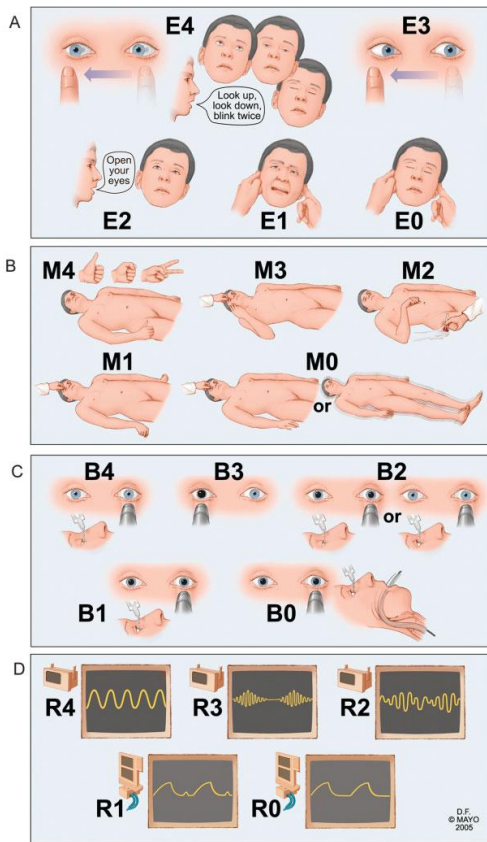 A
E4
E3
Look up,
look down,
blink twice
Open
your
eyes
E2
E1
E0
B
M4
M3
M2
M1
M0
or
C
B4
B3
B2
or
B1
B0
D
R4
R3
R2
R1
R0
D.F.
© MAYO
2005